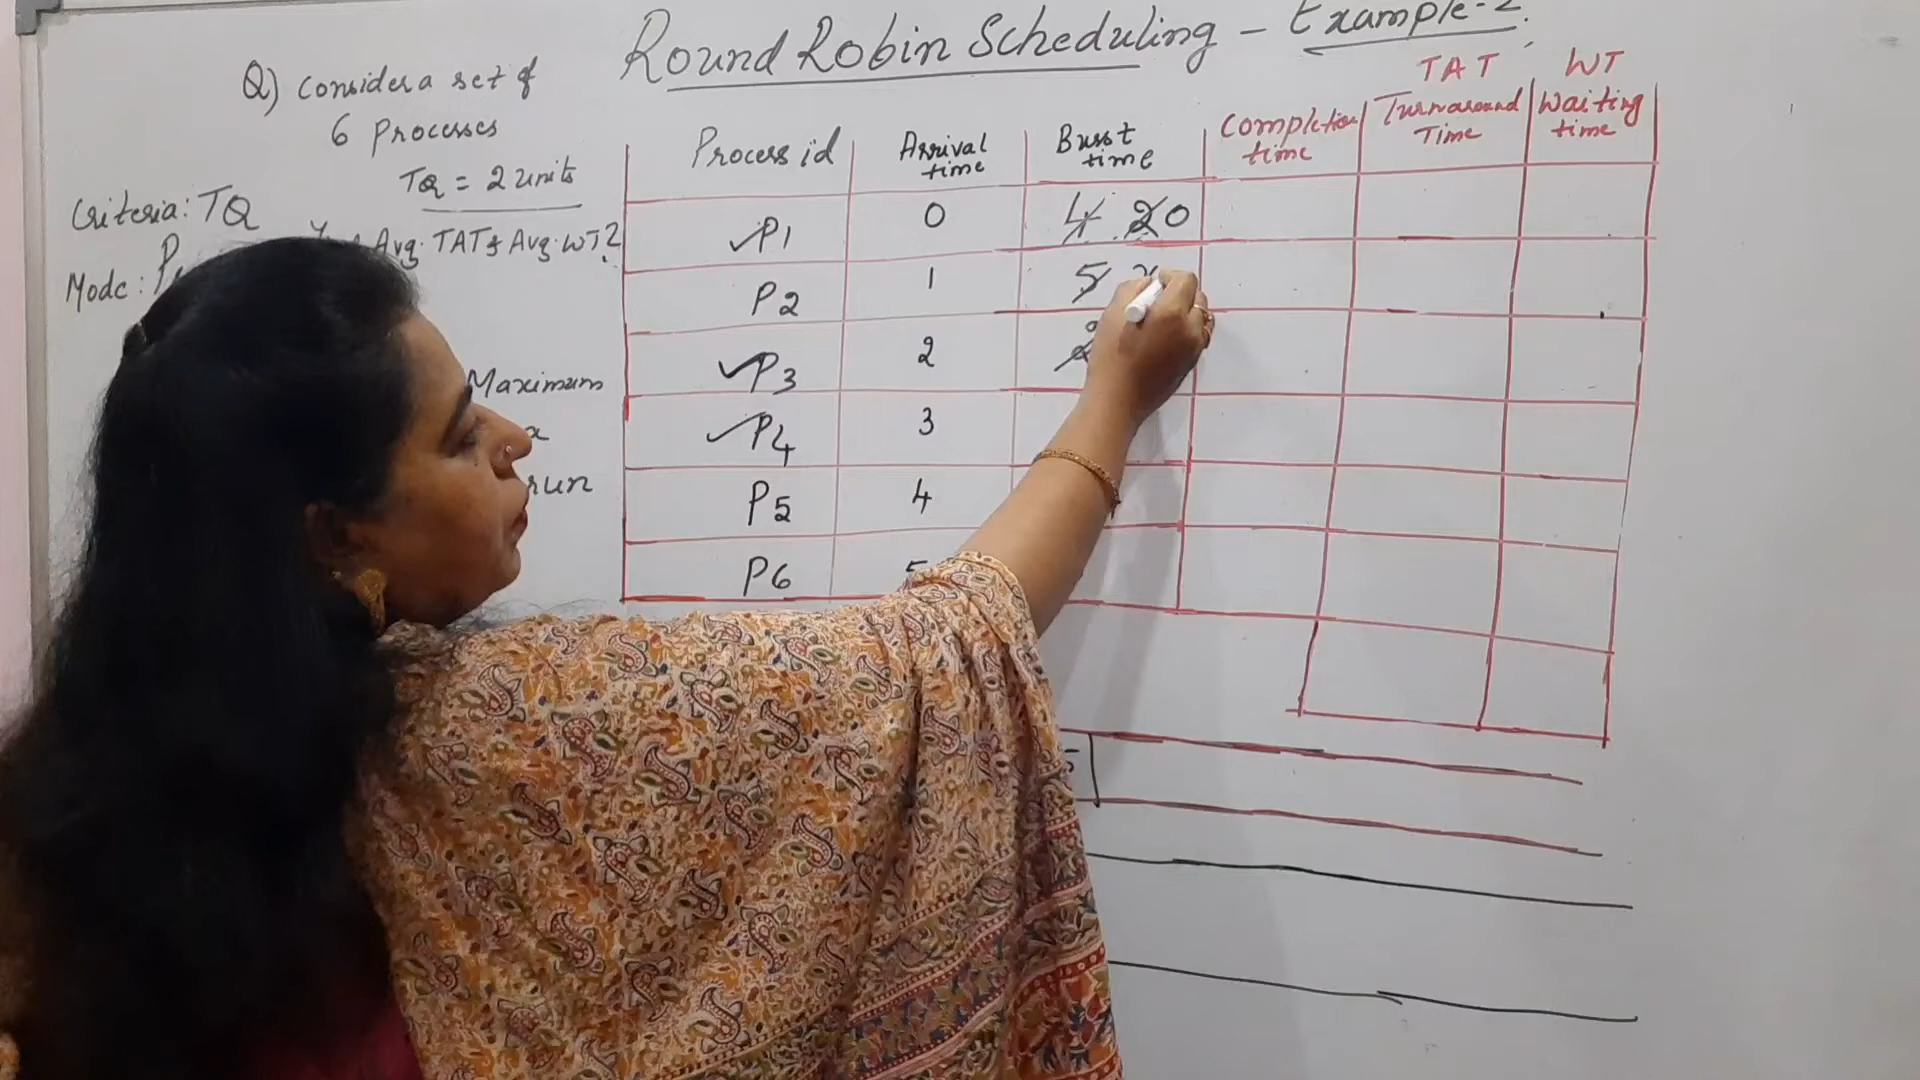 Round Robin Scheduling - Example-2.
Q) Consider a set of
6 Processes
TQ = 2 units
Criteria: TQ
Avg. TAT & Avg. WT?
Mode:
Maximum
run
TAT WT
Process id Arrival time Burst time Completion time Turnaround Time Waiting time
✓P1 0 4 2 0
P2 1 5
✓P3 2 2
✓P4 3
P5 4
P6